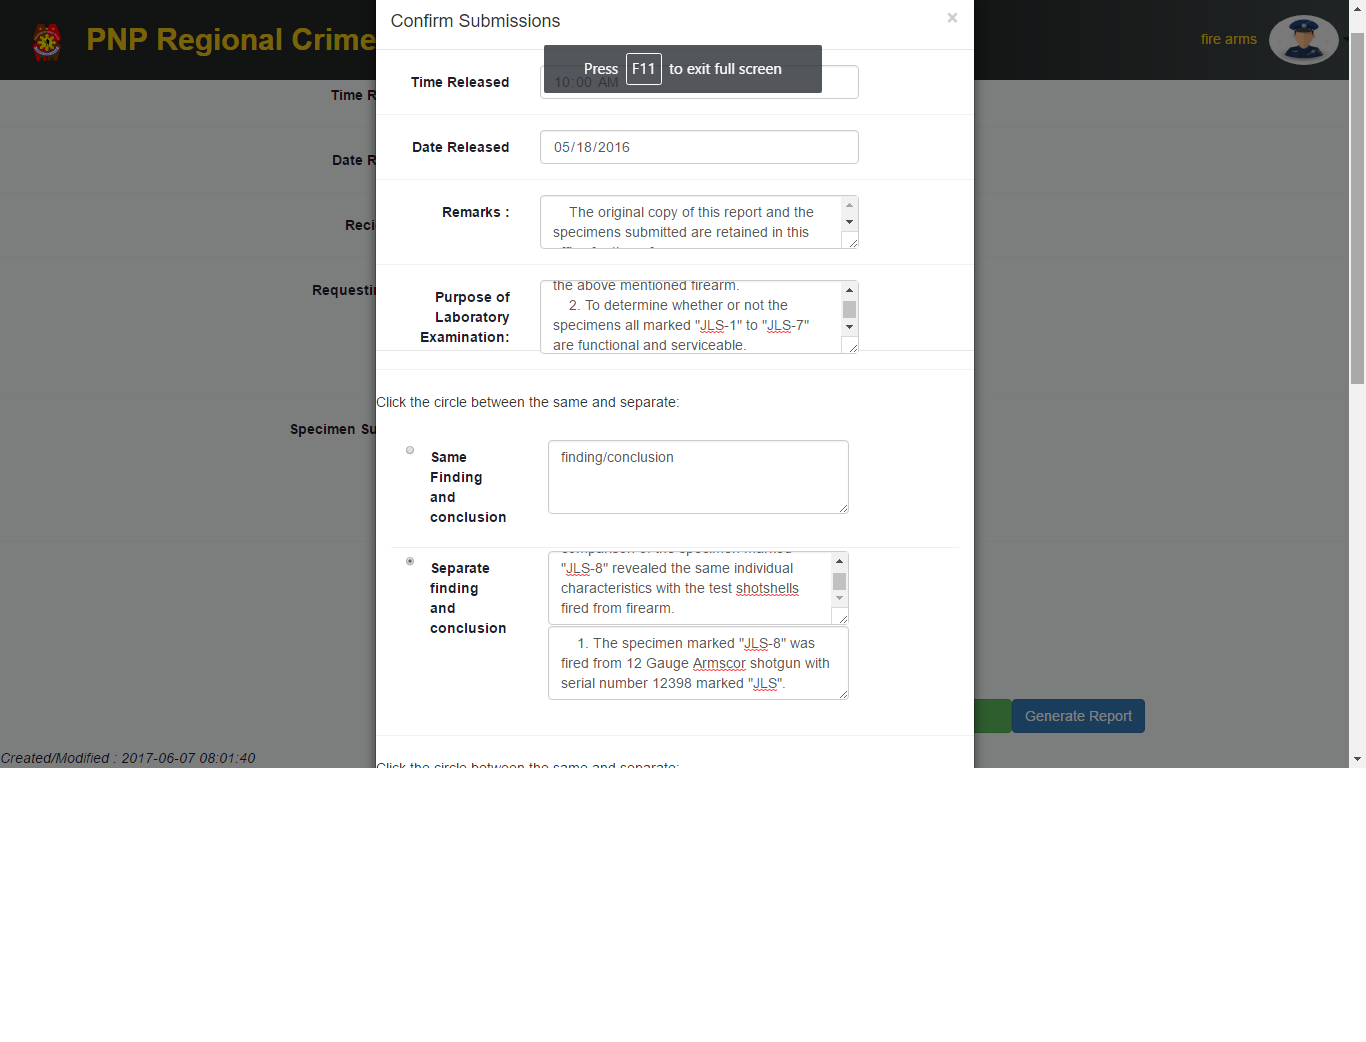 Confirm Submissions
×
PNP Regional Crime
fire arms
Press F11 to exit full screen
Time Released
10:00 AM
Time R
Date Released
05/18/2016
Date R
Remarks :
The original copy of this report and the
specimens submitted are retained in this
Reci
Requestin
Purpose of
Laboratory
Examination:
the above mentioned firearm.
2. To determine whether or not the
specimens all marked "JLS-1" to "JLS-7"
are functional and serviceable.
Click the circle between the same and separate:
Specimen Su
Same
Finding
and
conclusion
finding/conclusion
Separate
finding
and
conclusion
comparison of the specimen marked
"JLS-8" revealed the same individual
characteristics with the test shotshells
fired from firearm.
1. The specimen marked "JLS-8" was
fired from 12 Gauge Armscor shotgun with
serial number 12398 marked "JLS".
Generate Report
Created/Modified : 2017-06-07 08:01:40
Click the circle between the same and separate: